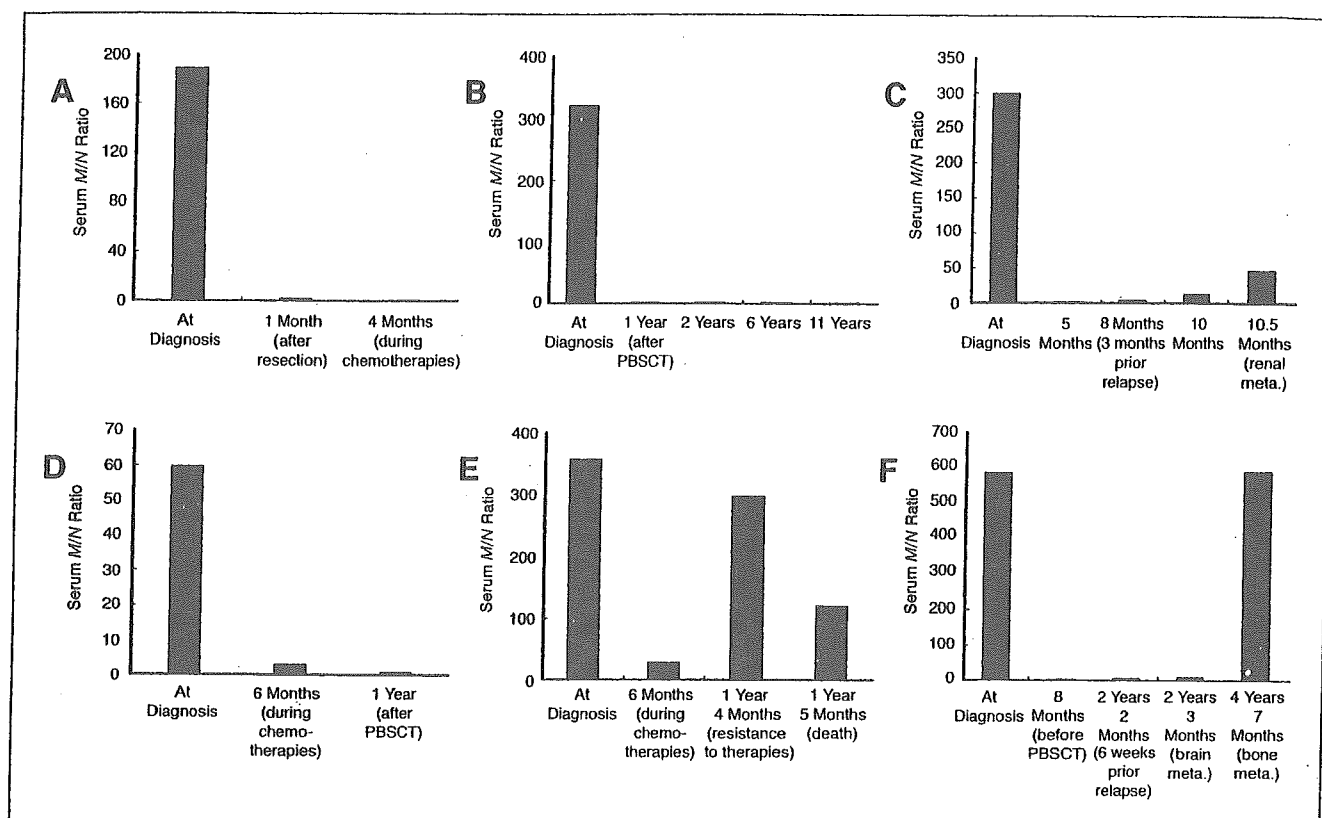 A
Serum M/N Ratio
200
160
120
80
40
0
At
Diagnosis
1 Month
(after
resection)
4 Months
(during
chemotherapies)
B
Serum M/N Ratio
400
300
200
100
0
At
Diagnosis
1 Year
(after
PBSCT)
2 Years
6 Years
11 Years
C
Serum M/N Ratio
350
300
250
200
150
100
50
0
At
Diagnosis
5
Months
8 Months
(3 months
prior
relapse)
10
Months
10.5
Months
(renal
meta.)
D
Serum M/N Ratio
70
60
50
40
30
20
10
0
At
Diagnosis
6 Months
(during
chemo-
therapies)
1 Year
(after
PBSCT)
E
Serum M/N Ratio
400
300
200
100
0
At
Diagnosis
6 Months
(during
chemo-
therapies)
1 Year
4 Months
(resistance
to therapies)
1 Year
5 Months
(death)
F
Serum M/N Ratio
700
600
500
400
300
200
100
0
At
Diagnosis
8
Months
(before
PBSCT)
2 Years
2
Months
(6 weeks
prior
relapse)
2 Years
3
Months
(brain
meta.)
4 Years
7
Months
(bone
meta.)